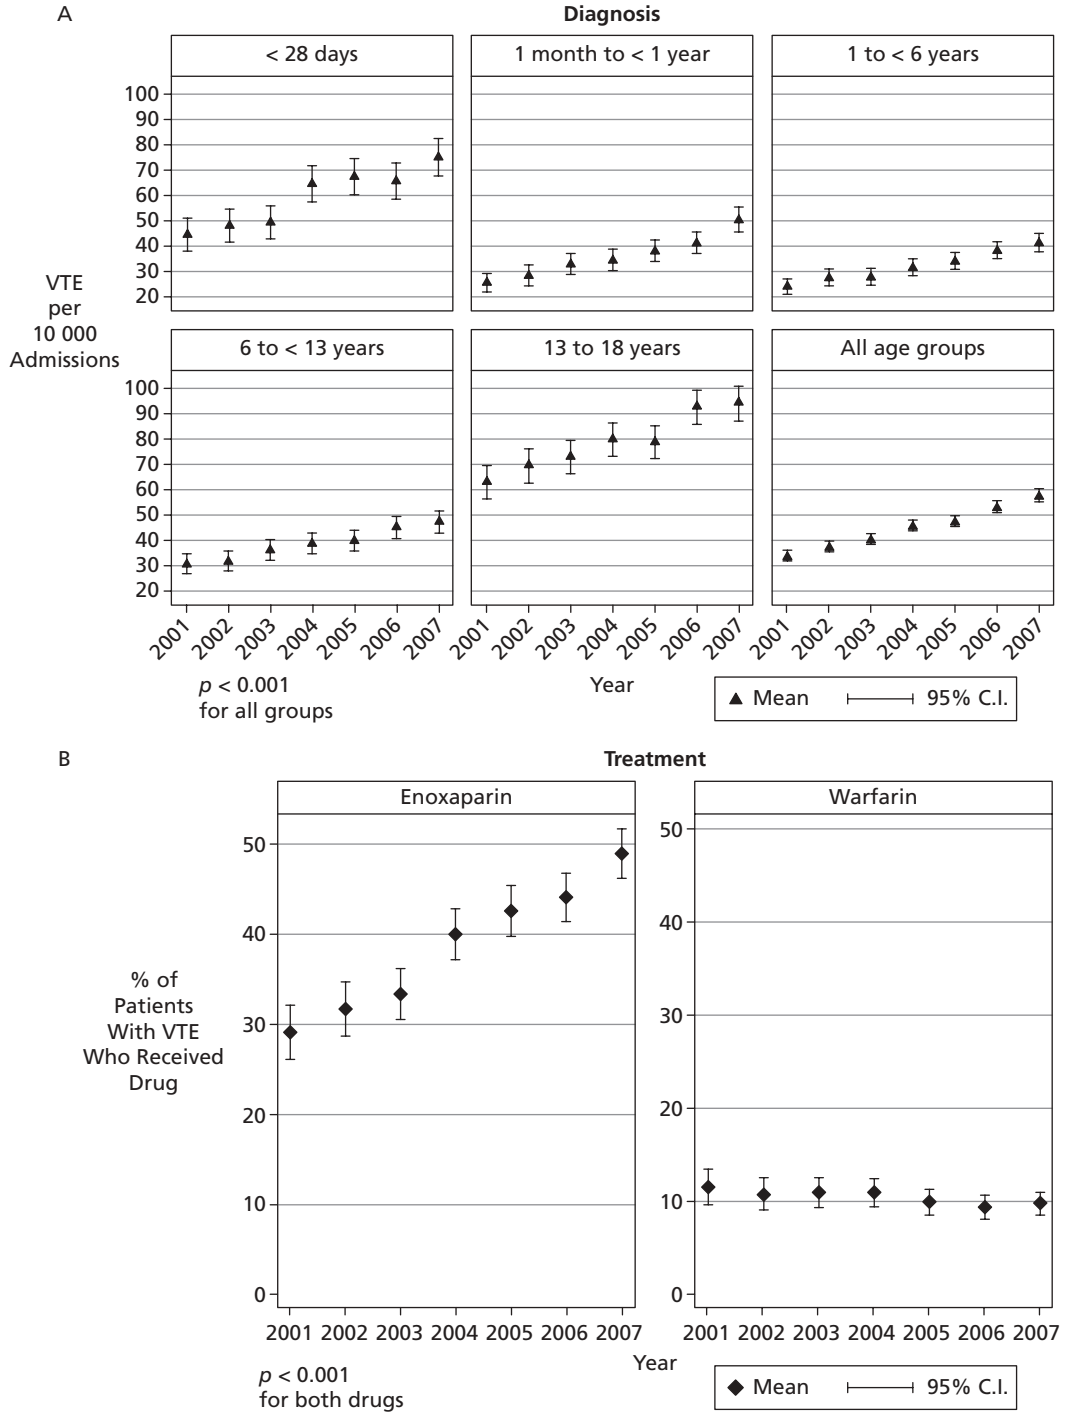 A
Diagnosis
< 28 days
1 month to < 1 year
1 to < 6 years
100
90
80
70
60
50
40
30
20
VTE
per
10 000
Admissions
6 to < 13 years
13 to 18 years
All age groups
100
90
80
70
60
50
40
30
20
2001 2002 2003 2004 2005 2006 2007
2001 2002 2003 2004 2005 2006 2007
2001 2002 2003 2004 2005 2006 2007
p < 0.001
for all groups
Year
Mean 95% C.I.
B
Treatment
Enoxaparin
Warfarin
% of
Patients
With VTE
Who Received
Drug
50
40
30
20
10
0
50
40
30
20
10
0
2001 2002 2003 2004 2005 2006 2007
2001 2002 2003 2004 2005 2006 2007
Year
p < 0.001
for both drugs
Mean 95% C.I.